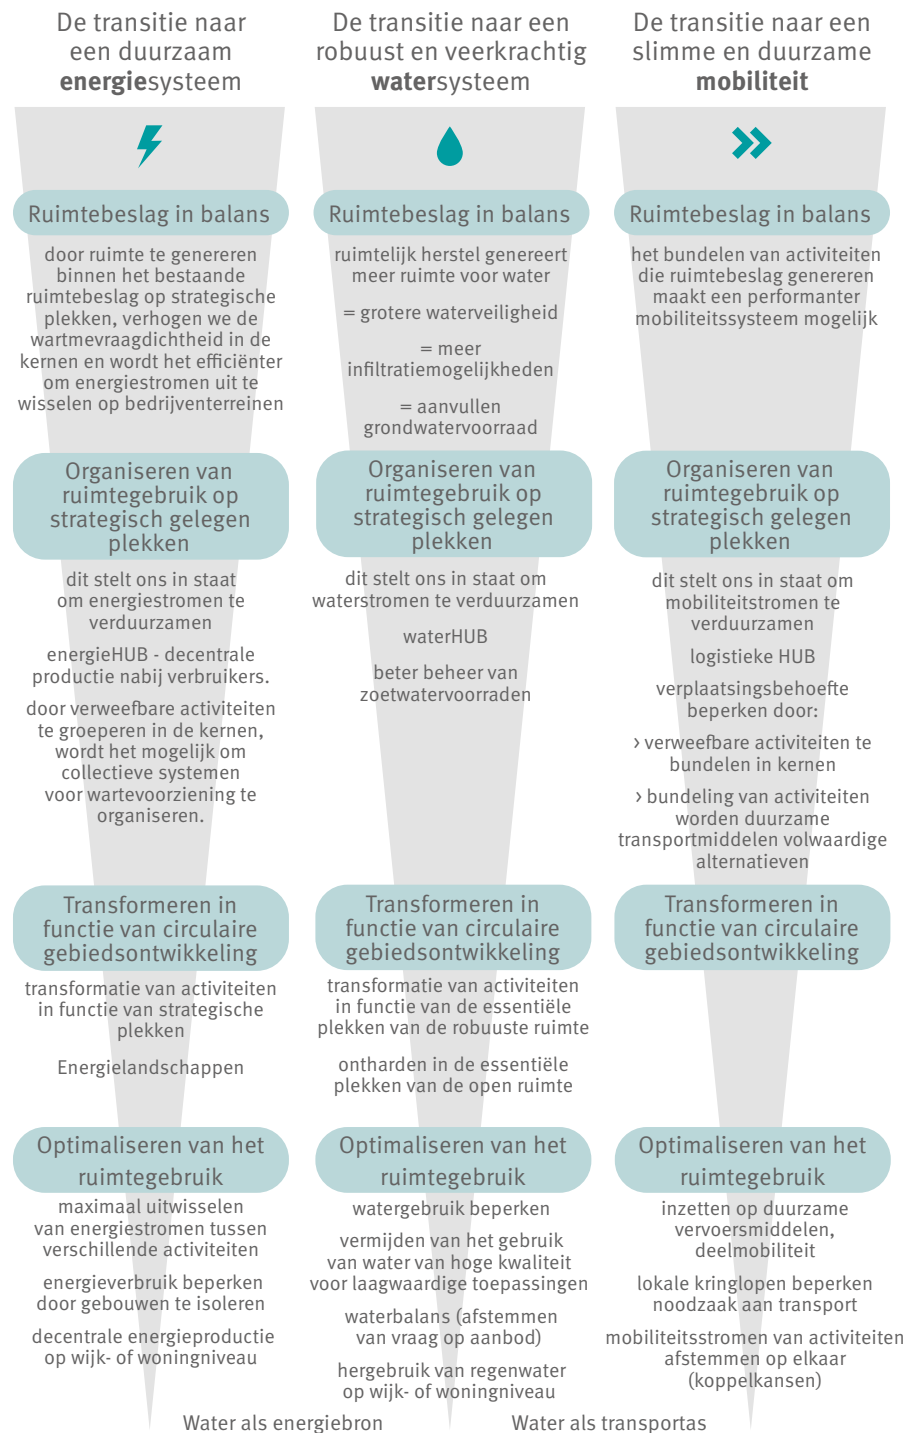 De transitie naar
een duurzaam
energiesysteem
Ruimtebeslag in balans
door ruimte te genereren
binnen het bestaande
ruimtebeslag op strategische
plekken, verhogen we de
wartmevraagdichtheid in de
kernen en wordt het efficiënter
om energiestromen uit te
wisselen op bedrijventerreinen
Organiseren van
ruimtegebruik op
strategisch gelegen
plekken
dit stelt ons in staat
om energiestromen te
verduurzamen
energieHUB - decentrale
productie nabij verbruikers.
door verweefbare activiteiten
te groeperen in de kernen,
wordt het mogelijk om
collectieve systemen
voor wartevoorziening te
organiseren.
Transformeren in
functie van circulaire
gebiedsontwikkeling
transformatie van activiteiten
in functie van strategische
plekken
Energielandschappen
Optimaliseren van het
ruimtegebruik
maximaal uitwisselen
van energiestromen tussen
verschillende activiteiten
energieverbruik beperken
door gebouwen te isoleren
decentrale energieproductie
op wijk- of woningniveau
De transitie naar een
robuust en veerkrachtig
watersysteem
Ruimtebeslag in balans
ruimtelijk herstel genereert
meer ruimte voor water
= grotere waterveiligheid
= meer
infiltratiemogelijkheden
= aanvullen
grondwatervoorraad
Organiseren van
ruimtegebruik op
strategisch gelegen
plekken
dit stelt ons in staat om
waterstromen te verduurzamen
waterHUB
beter beheer van
zoetwatervoorraden
Transformeren in
functie van circulaire
gebiedsontwikkeling
transformatie van activiteiten
in functie van de essentiële
plekken van de robuuste ruimte
ontharden in de essentiële
plekken van de open ruimte
Optimaliseren van het
ruimtegebruik
watergebruik beperken
vermijden van het gebruik
van water van hoge kwaliteit
voor laagwaardige toepassingen
waterbalans (afstemmen
van vraag op aanbod)
hergebruik van regenwater
op wijk- of woningniveau
De transitie naar een
slimme en duurzame
mobiliteit
Ruimtebeslag in balans
het bundelen van activiteiten
die ruimtebeslag genereren
maakt een performanter
mobiliteitssysteem mogelijk
Organiseren van
ruimtegebruik op
strategisch gelegen
plekken
dit stelt ons in staat om
mobiliteitstromen te
verduurzamen
logistieke HUB
verplaatsingsbehoefte
beperken door:
> verweefbare activiteiten te
bundelen in kernen
> bundeling van activiteiten
worden duurzame
transportmiddelen volwaardige
alternatieven
Transformeren in
functie van circulaire
gebiedsontwikkeling
Optimaliseren van het
ruimtegebruik
inzetten op duurzame
vervoersmiddelen,
deelmobiliteit
lokale kringlopen beperken
noodzaak aan transport
mobiliteitsstromen van activiteiten
afstemmen op elkaar
(koppelkansen)
Water als energiebron
Water als transportas